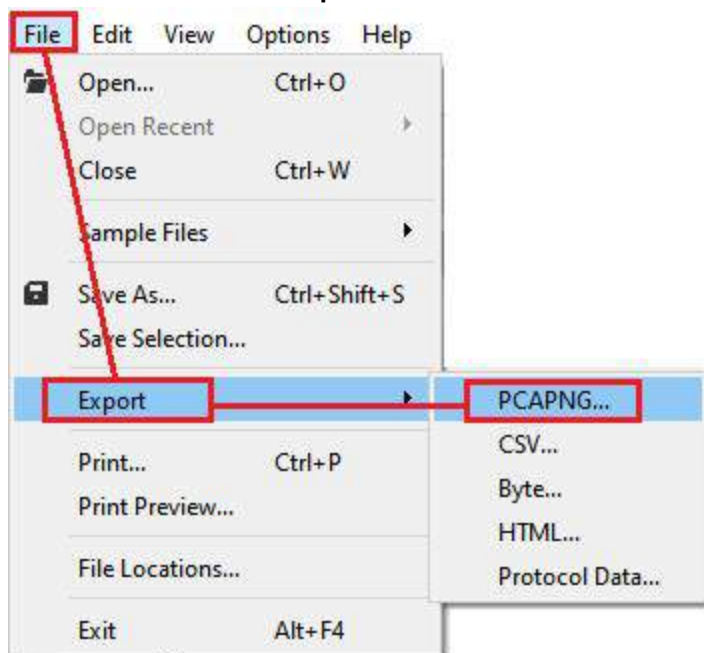 File Edit View Options Help
Open... Ctrl+O
Open Recent
Close Ctrl+W
Sample Files
Save As... Ctrl+Shift+S
Save Selection...
Export
PCAPNG...
CSV...
Byte...
HTML...
Protocol Data...
Print... Ctrl+P
Print Preview...
File Locations...
Exit Alt+F4